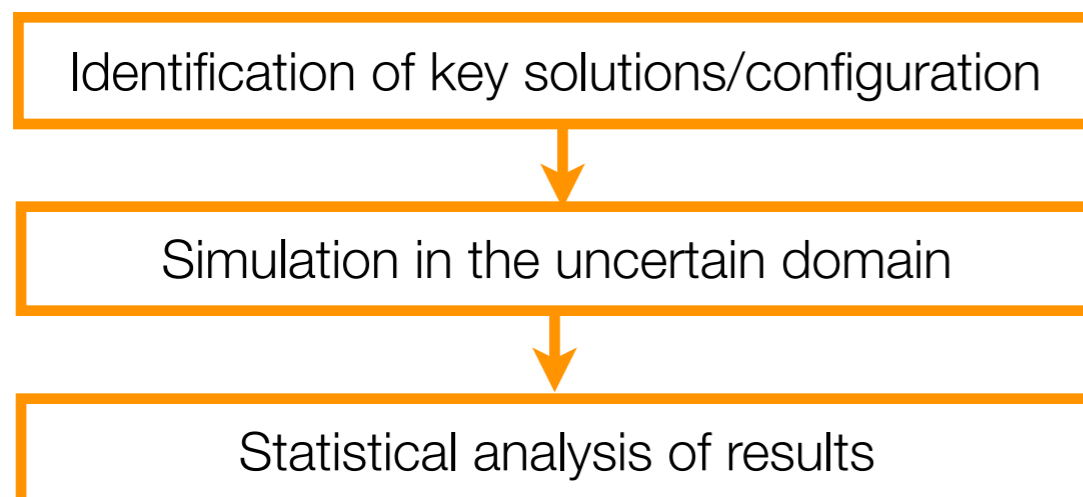 Identification of key solutions/configuration
Simulation in the uncertain domain
Statistical analysis of results